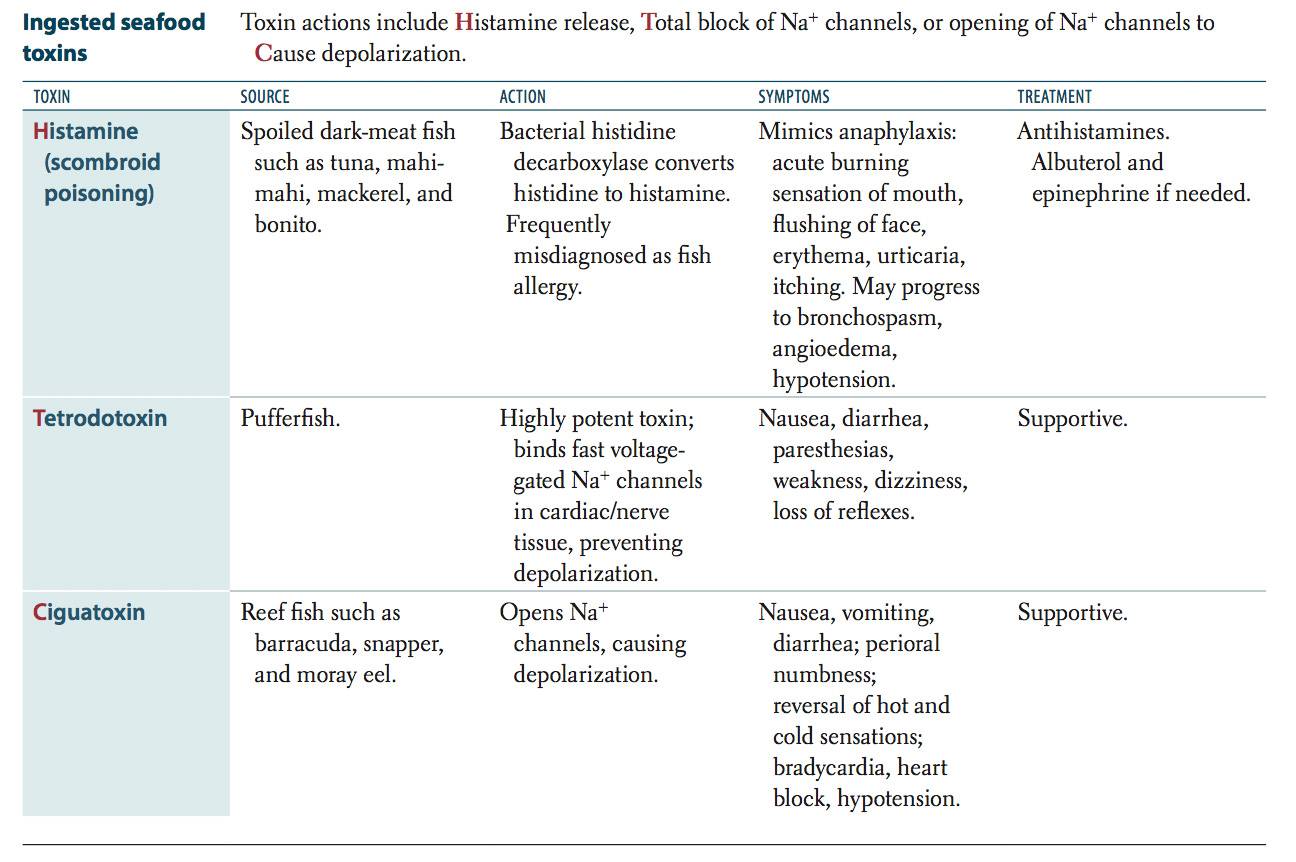 Ingested seafood toxins
Toxin actions include Histamine release, Total block of Na⁺ channels, or opening of Na⁺ channels to
Cause depolarization.
TOXIN SOURCE ACTION SYMPTOMS TREATMENT
Histamine
(scombroid
poisoning)
Spoiled dark-meat fish
such as tuna, mahi-
mahi, mackerel, and
bonito.
Bacterial histidine
decarboxylase converts
histidine to histamine.
Frequently
misdiagnosed as fish
allergy.
Mimics anaphylaxis:
acute burning
sensation of mouth,
flushing of face,
erythema, urticaria,
itching. May progress
to bronchospasm,
angioedema,
hypotension.
Antihistamines.
Albuterol and
epinephrine if needed.
Tetrodotoxin
Pufferfish.
Highly potent toxin;
binds fast voltage-
gated Na⁺ channels
in cardiac/nerve
tissue, preventing
depolarization.
Nausea, diarrhea,
paresthesias,
weakness, dizziness,
loss of reflexes.
Supportive.
Ciguatoxin
Reef fish such as
barracuda, snapper,
and moray eel.
Opens Na⁺
channels, causing
depolarization.
Nausea, vomiting,
diarrhea; perioral
numbness;
reversal of hot and
cold sensations;
bradycardia, heart
block, hypotension.
Supportive.